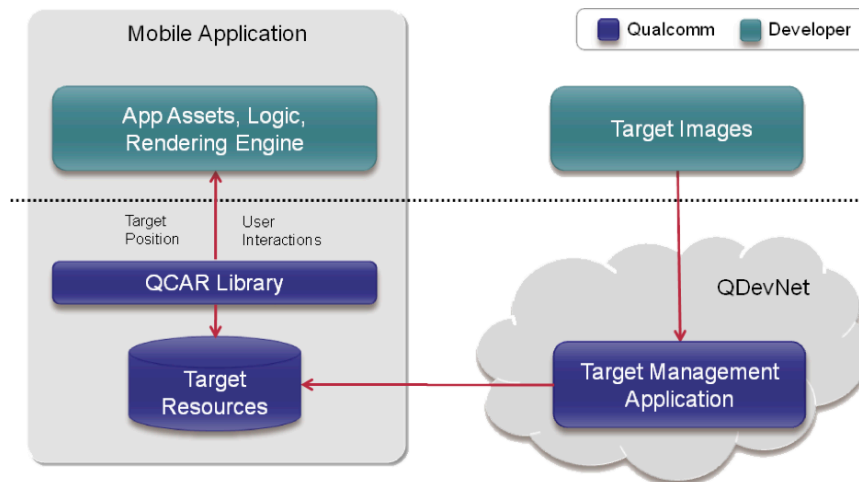 Mobile Application
Qualcomm
Developer
App Assets, Logic,
Rendering Engine
Target Images
Target
Position
User
Interactions
QCAR Library
QDevNet
Target
Resources
Target Management
Application